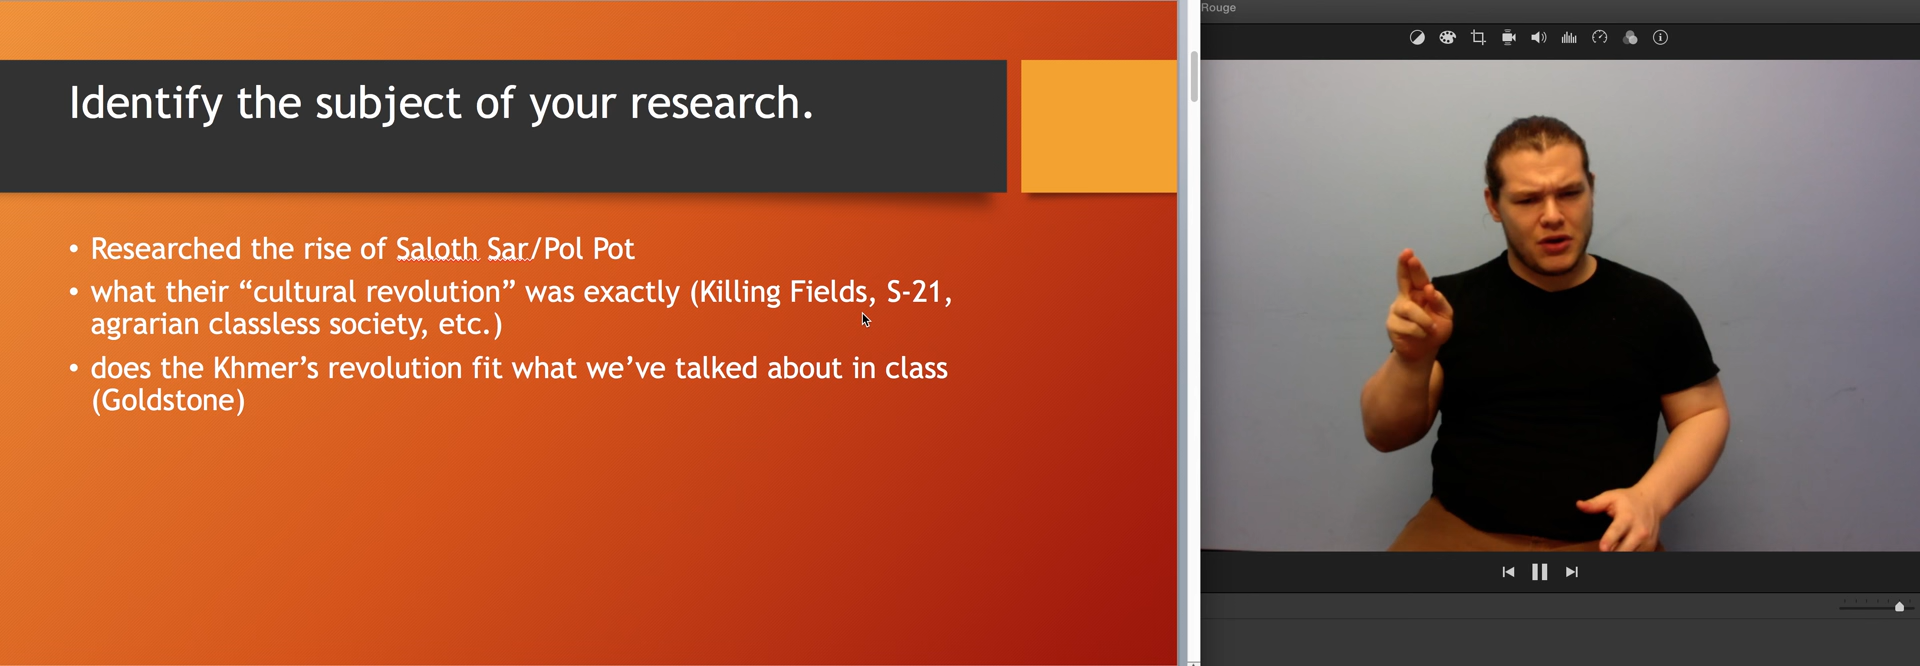 Identify the subject of your research.
• Researched the rise of Saloth Sar/Pol Pot
• what their “cultural revolution” was exactly (Killing Fields, S-21,
agrarian classless society, etc.)
• does the Khmer’s revolution fit what we’ve talked about in class
(Goldstone)
Rouge